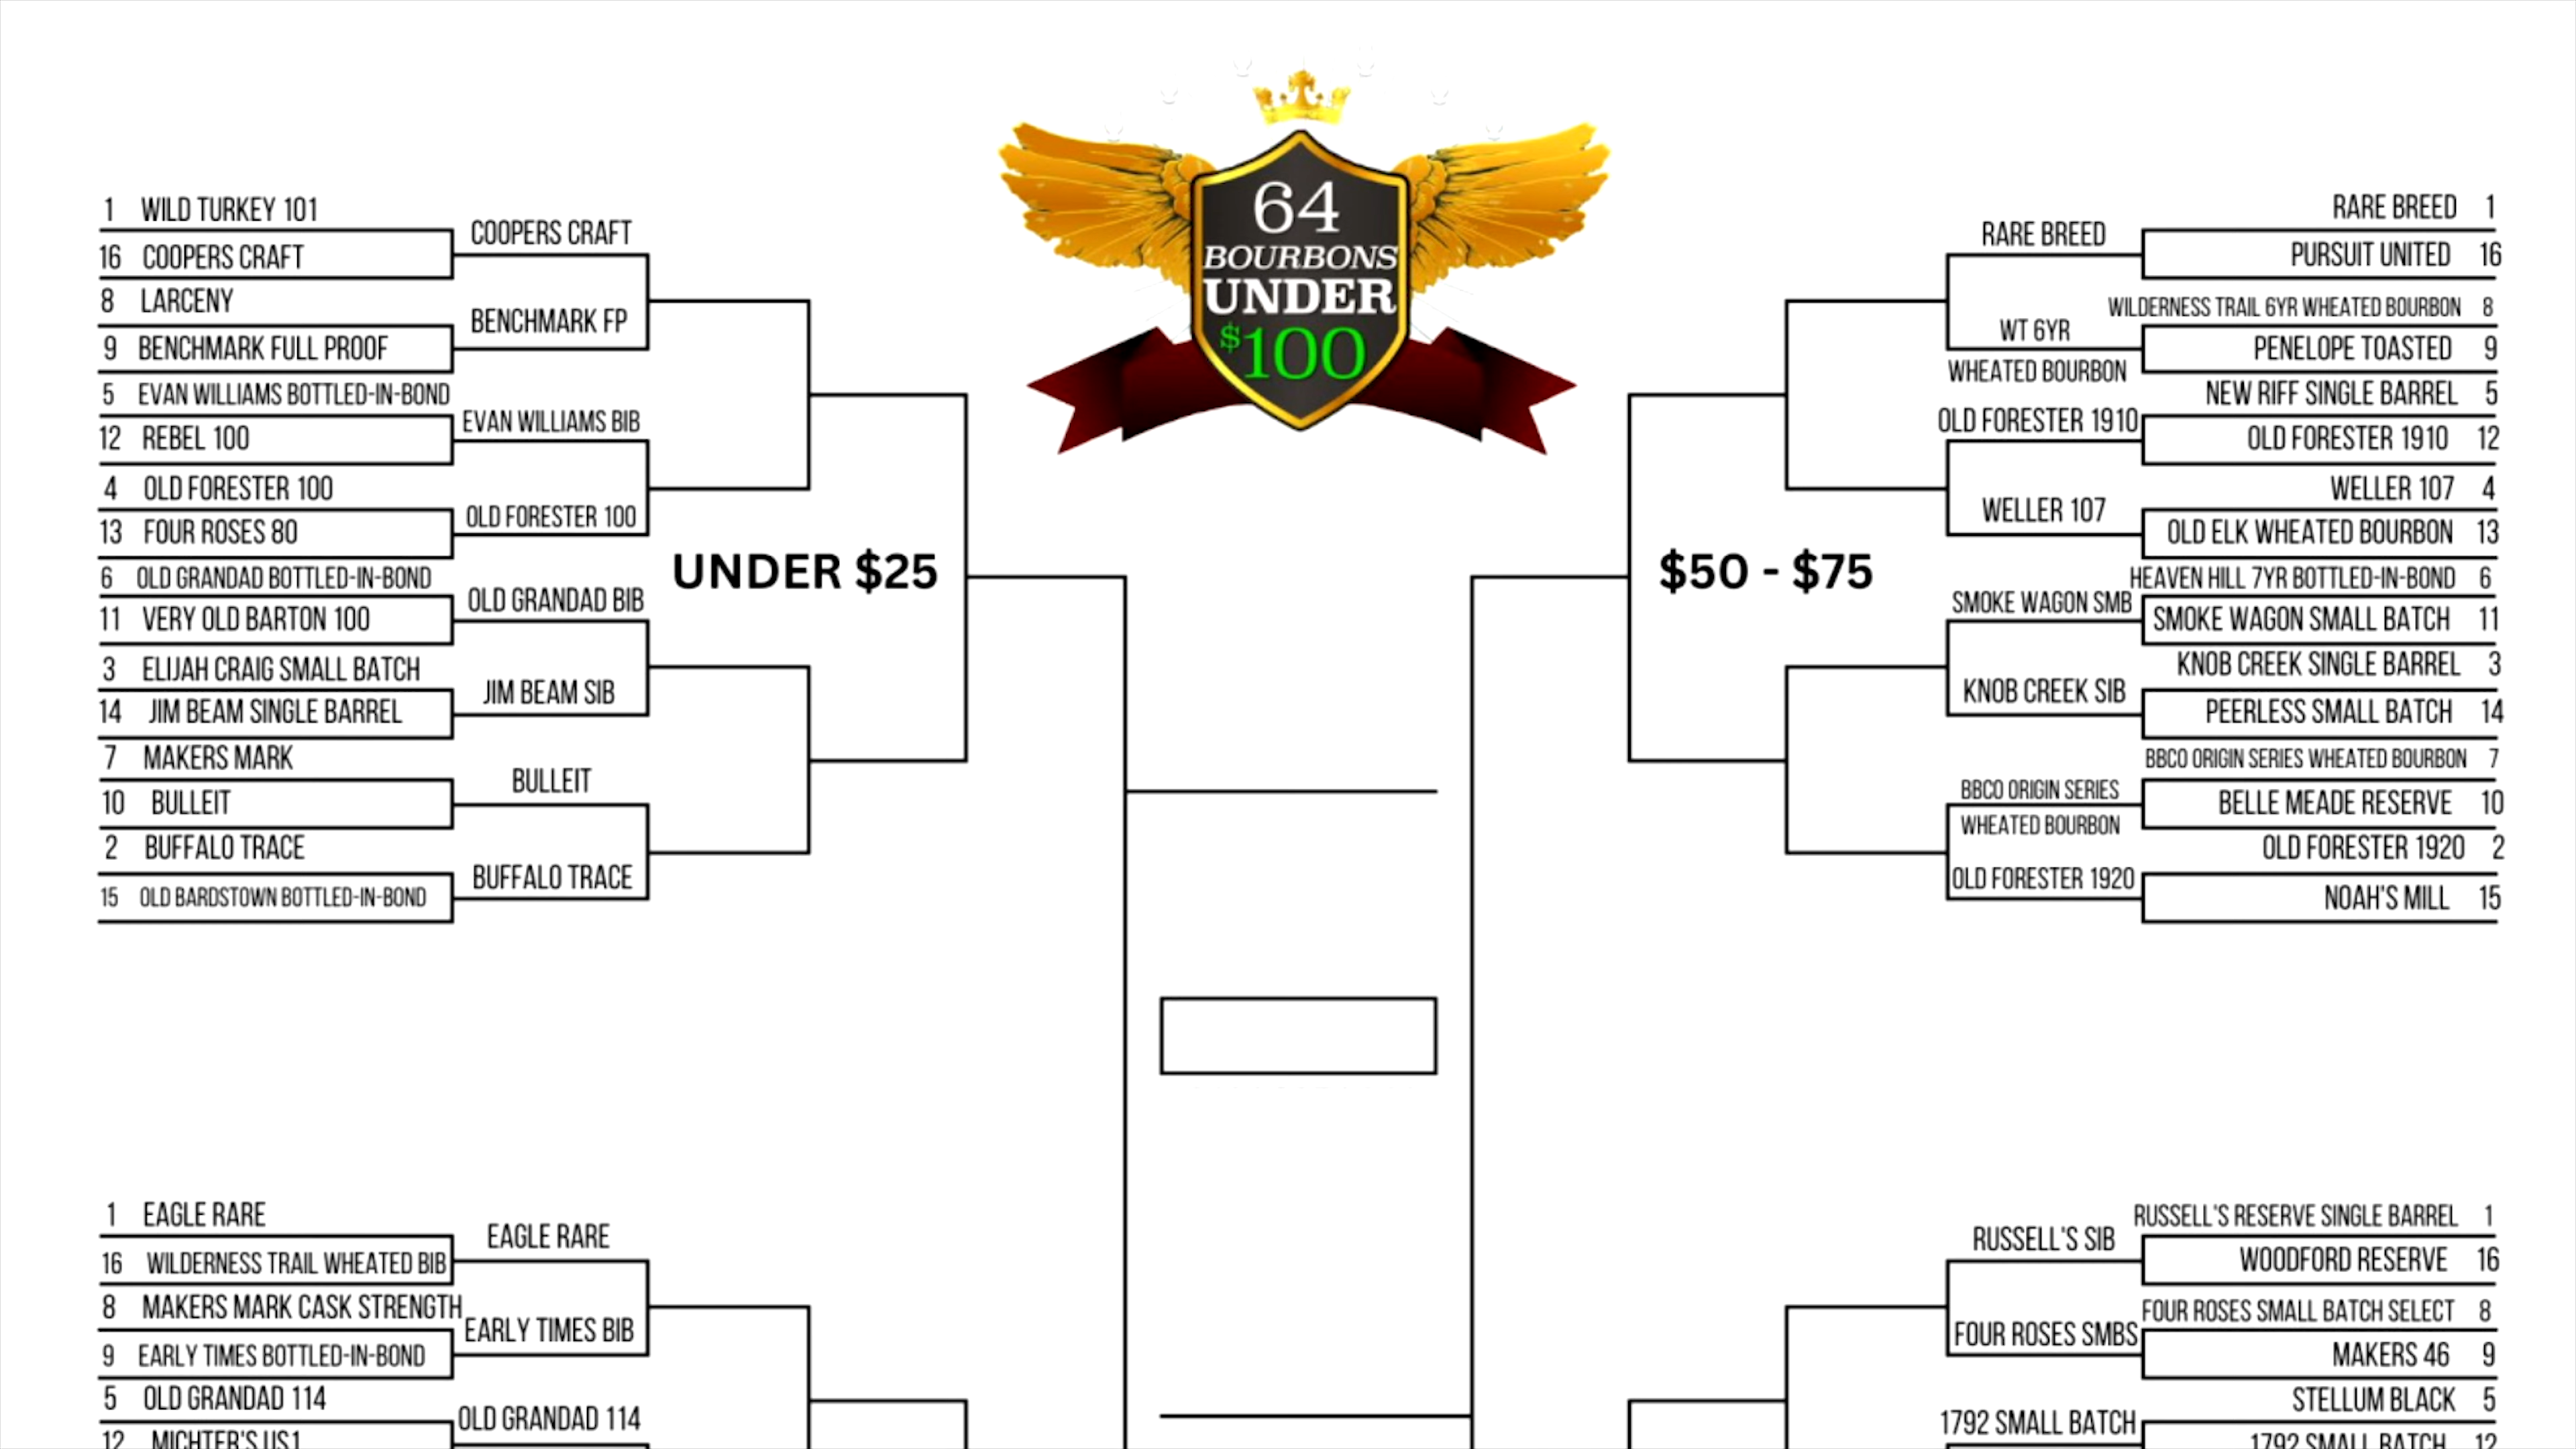 64
BOURBONS
UNDER
$100
1 WILD TURKEY 101
16 COOPERS CRAFT
8 LARCENY
9 BENCHMARK FULL PROOF
5 EVAN WILLIAMS BOTTLED-IN-BOND
12 REBEL 100
4 OLD FORESTER 100
13 FOUR ROSES 80
6 OLD GRANDAD BOTTLED-IN-BOND
11 VERY OLD BARTON 100
3 ELIJAH CRAIG SMALL BATCH
14 JIM BEAM SINGLE BARREL
7 MAKERS MARK
10 BULLEIT
2 BUFFALO TRACE
15 OLD BARDSTOWN BOTTLED-IN-BOND
COOPERS CRAFT
BENCHMARK FP
EVAN WILLIAMS BIB
OLD FORESTER 100
OLD GRANDAD BIB
JIM BEAM SIB
BULLEIT
BUFFALO TRACE
UNDER $25
$50 - $75
RARE BREED
WT 6YR
WHEATED BOURBON
OLD FORESTER 1910
WELLER 107
SMOKE WAGON SMB
KNOB CREEK SIB
BBCO ORIGIN SERIES
WHEATED BOURBON
OLD FORESTER 1920
RARE BREED 1
PURSUIT UNITED 16
WILDERNESS TRAIL 6YR WHEATED BOURBON 8
PENELOPE TOASTED 9
NEW RIFF SINGLE BARREL 5
OLD FORESTER 1910 12
WELLER 107 4
OLD ELK WHEATED BOURBON 13
HEAVEN HILL 7YR BOTTLED-IN-BOND 6
SMOKE WAGON SMALL BATCH 11
KNOB CREEK SINGLE BARREL 3
PEERLESS SMALL BATCH 14
BBCO ORIGIN SERIES WHEATED BOURBON 7
BELLE MEADE RESERVE 10
OLD FORESTER 1920 2
NOAH'S MILL 15
1 EAGLE RARE
16 WILDERNESS TRAIL WHEATED BIB
8 MAKERS MARK CASK STRENGTH
9 EARLY TIMES BOTTLED-IN-BOND
5 OLD GRANDAD 114
12 MICHTER'S US1
EAGLE RARE
EARLY TIMES BIB
OLD GRANDAD 114
RUSSELL'S SIB
FOUR ROSES SMBS
1792 SMALL BATCH
RUSSELL'S RESERVE SINGLE BARREL 1
WOODFORD RESERVE 16
FOUR ROSES SMALL BATCH SELECT 8
MAKERS 46 9
STELLUM BLACK 5
1792 SMALL BATCH 12